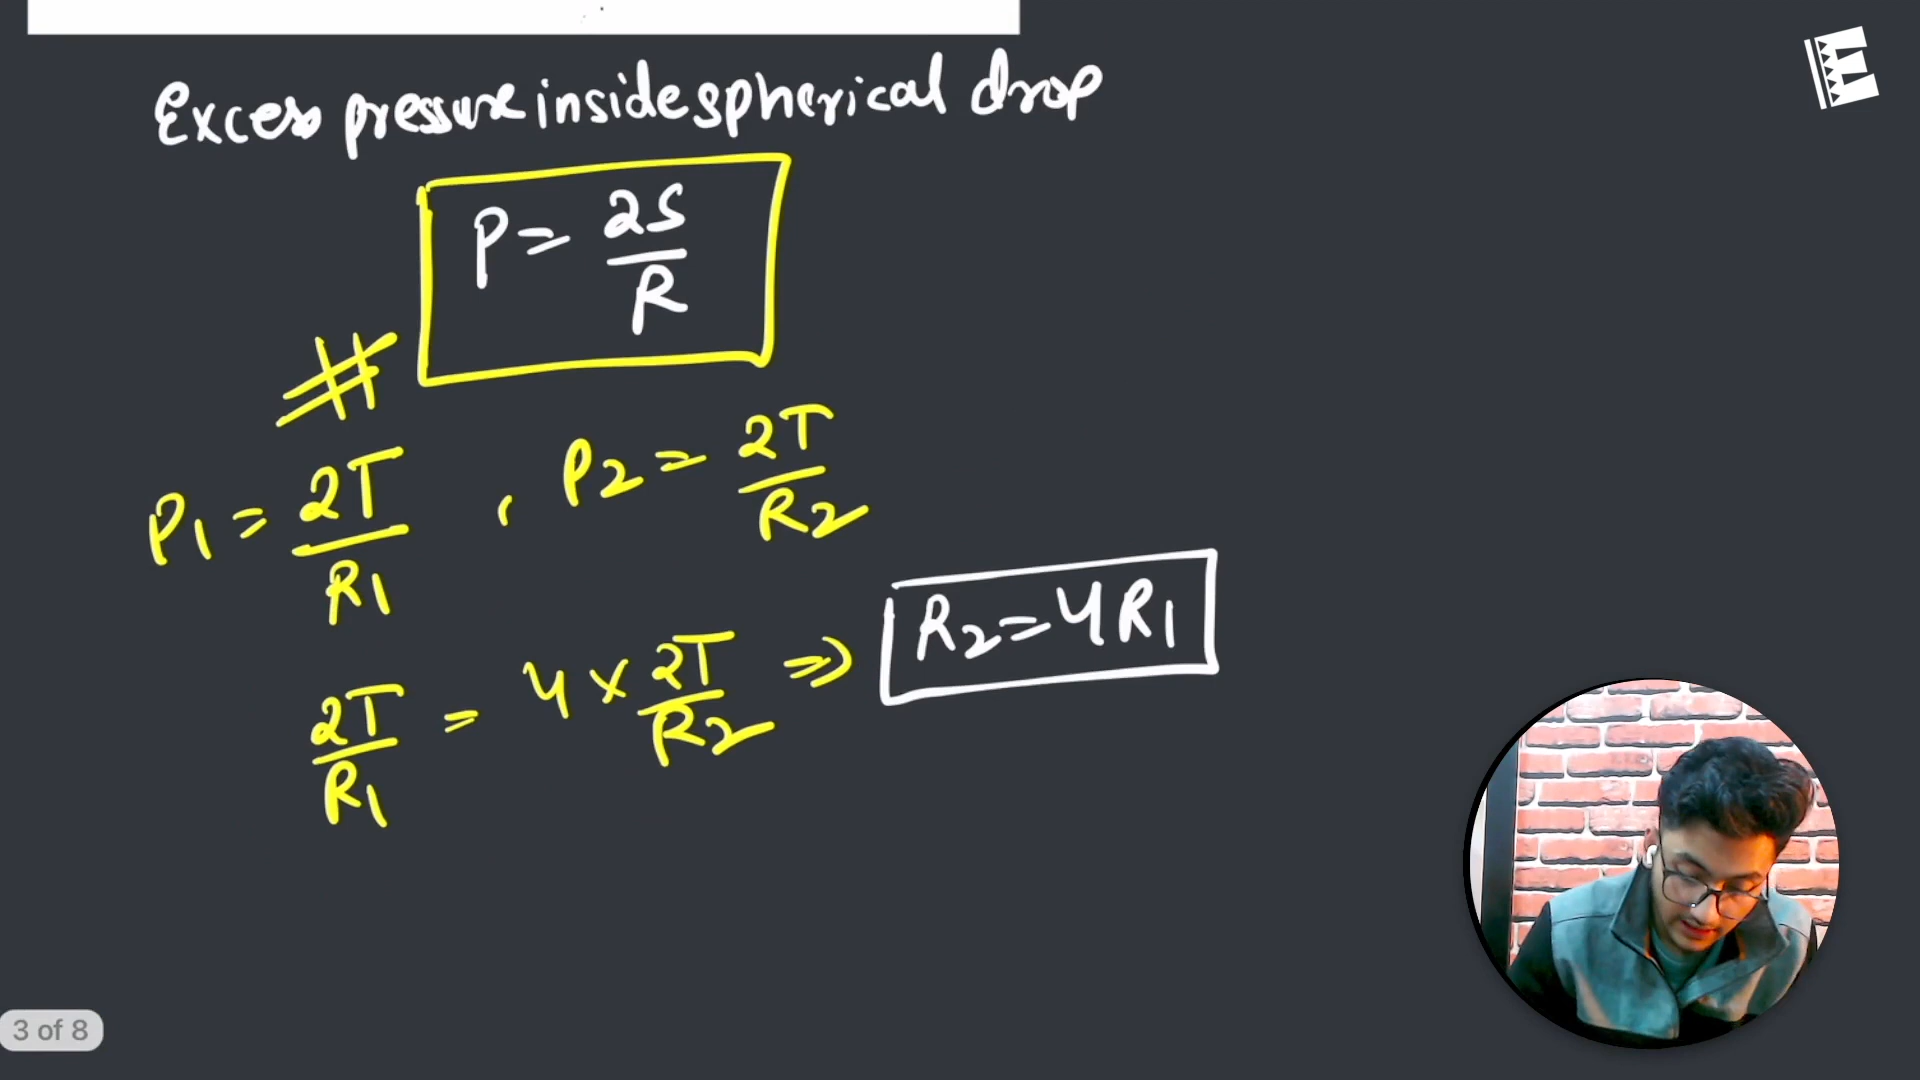 Excess pressure inside spherical drop
P = 2S/R
#
P1 = 2T/R1 , P2 = 2T/R2
2T/R1 = 4 × 2T/R2 ⇒ R2 = 4R1
3 of 8